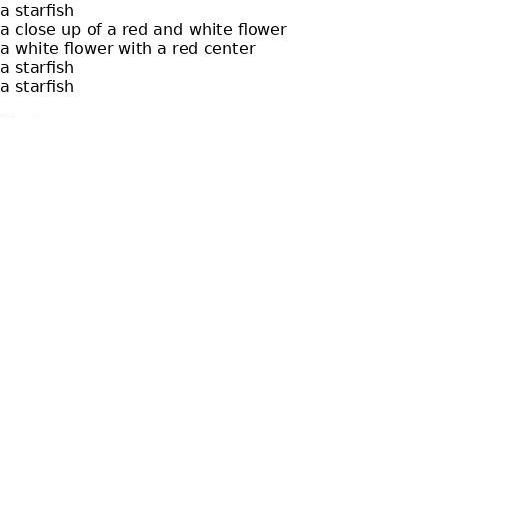 a starfish
a close up of a red and white flower
a white flower with a red center
a starfish
a starfish